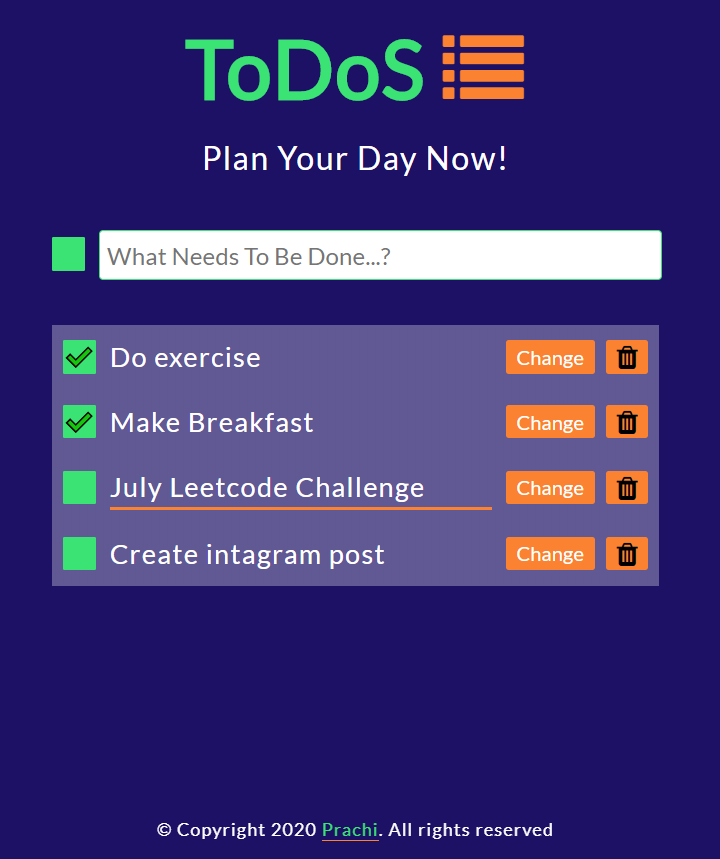 ToDoS
Plan Your Day Now!
What Needs To Be Done...?
Do exercise Change
Make Breakfast Change
July Leetcode Challenge Change
Create intagram post Change
© Copyright 2020 Prachi. All rights reserved